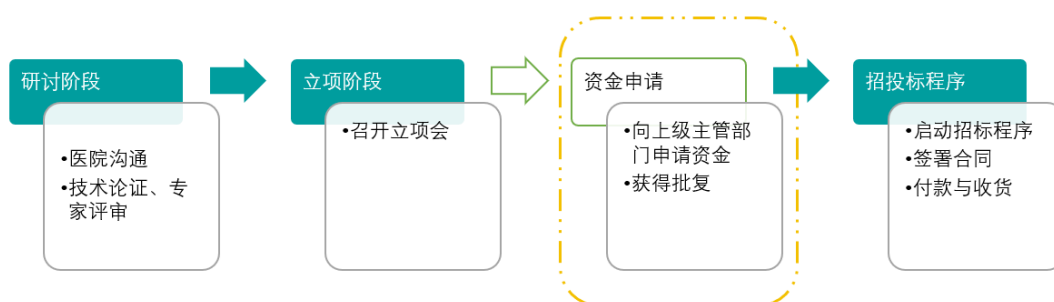 研讨阶段
•医院沟通
•技术论证、专
家评审
立项阶段
•召开立项会
资金申请
•向上级主管部
门申请资金
•获得批复
招投标程序
•启动招标程序
•签署合同
•付款与收货